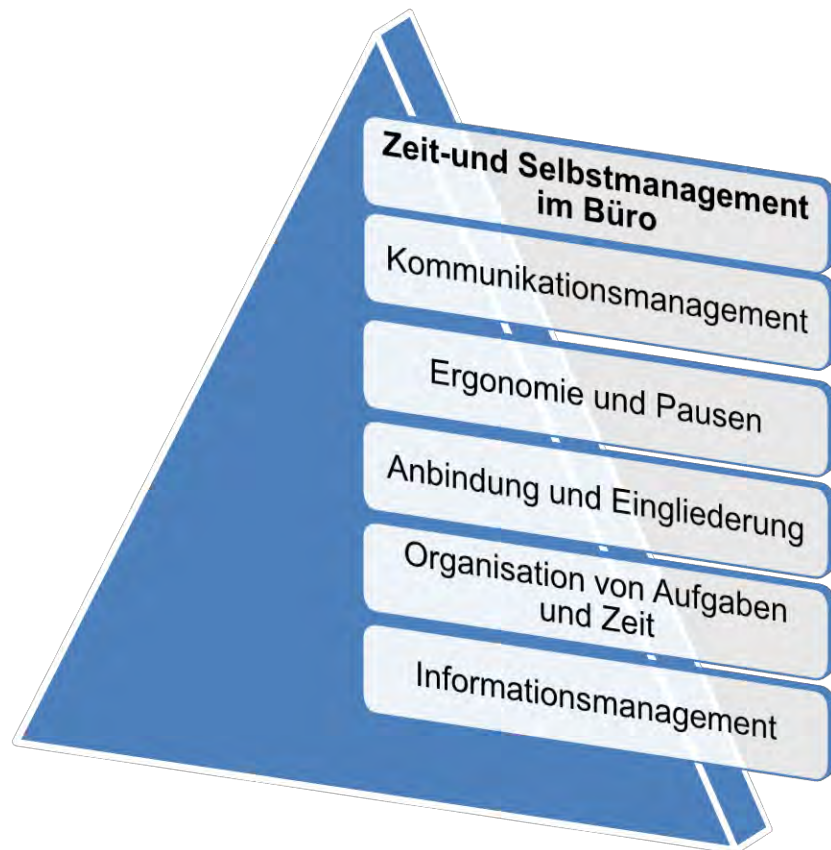 Zeit-und Selbstmanagement
im Büro
Kommunikationsmanagement
Ergonomie und Pausen
Anbindung und Eingliederung
Organisation von Aufgaben
und Zeit
Informationsmanagement